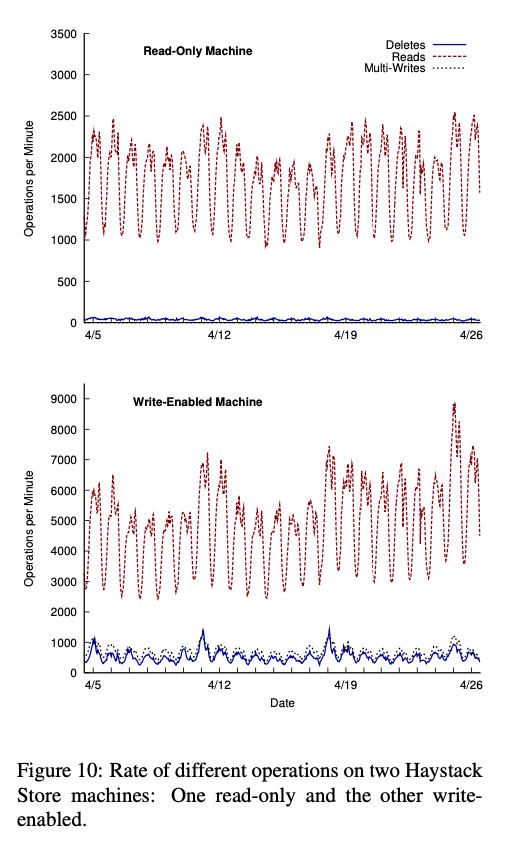 3500
Read-Only Machine
Deletes
Reads
Multi-Writes
3000
2500
2000
1500
1000
500
0
Operations per Minute
4/5 4/12 4/19 4/26
Write-Enabled Machine
9000
8000
7000
6000
5000
4000
3000
2000
1000
0
Operations per Minute
4/5 4/12 4/19 4/26
Date
Figure 10: Rate of different operations on two Haystack
Store machines: One read-only and the other write-
enabled.